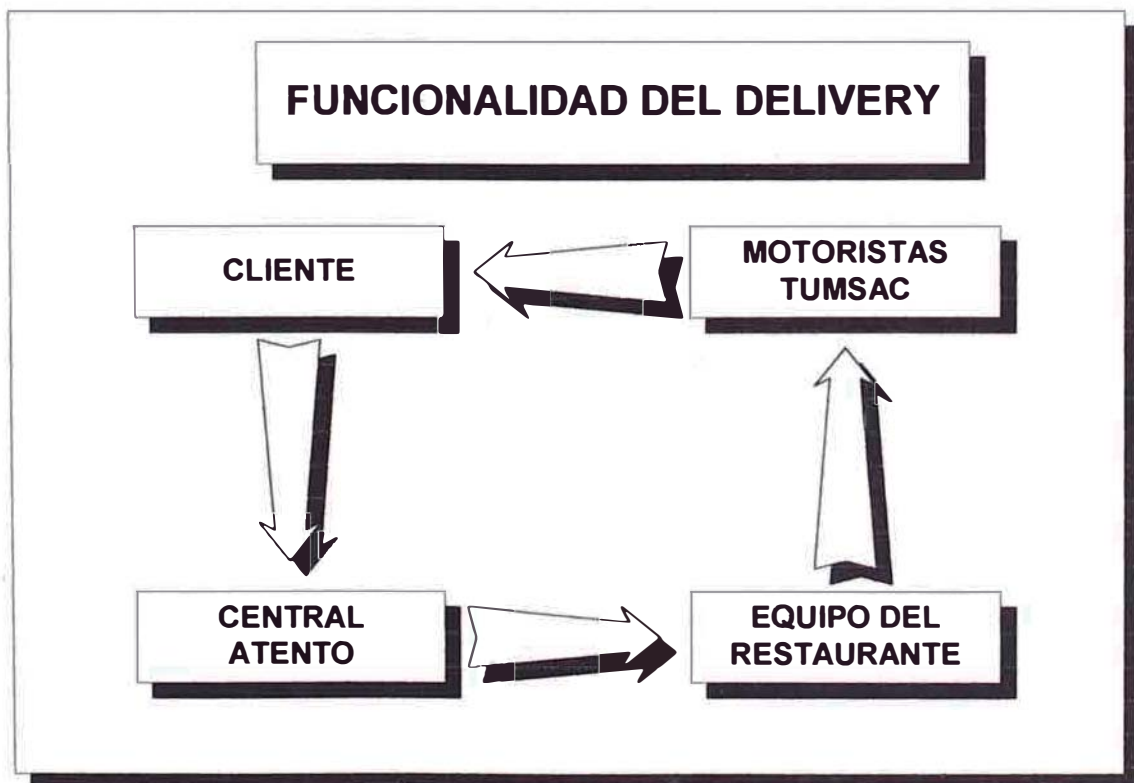 FUNCIONALIDAD DEL DELIVERY
CLIENTE
MOTORISTAS
TUMSAC
CENTRAL
ATENTO
EQUIPO DEL
RESTAURANTE